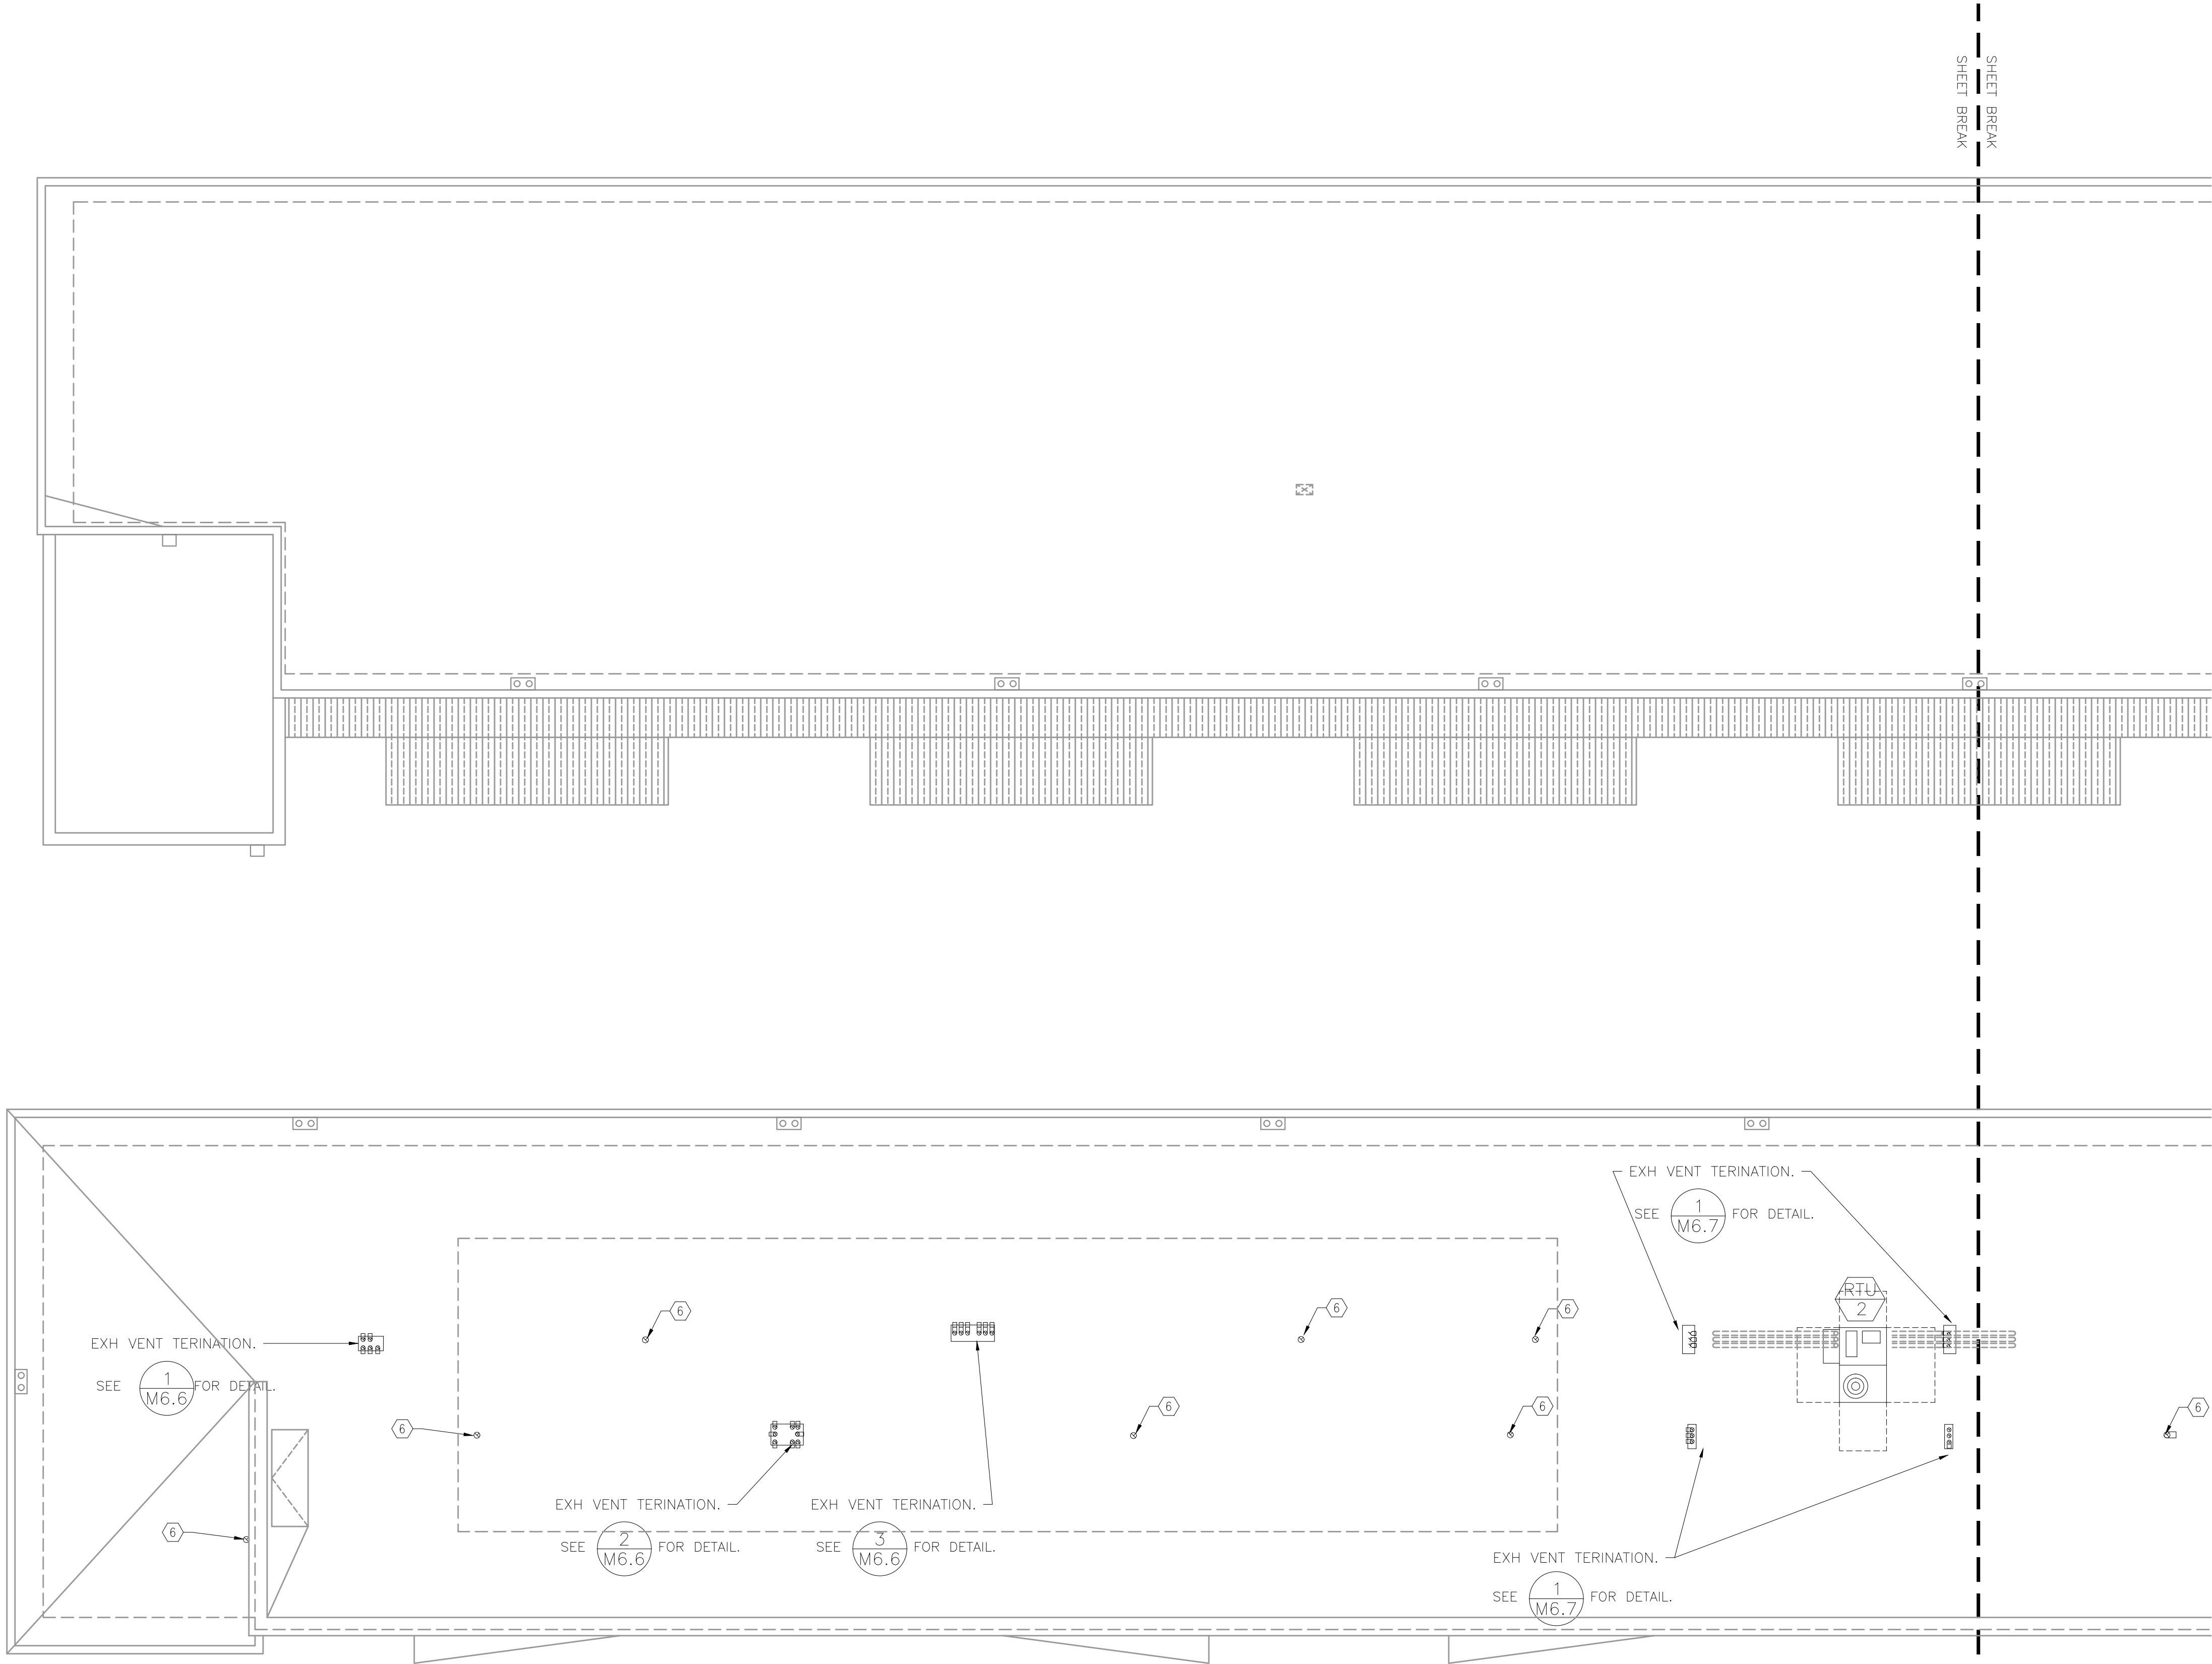 SHEET BREAK
SHEET BREAK
EXH VENT TERINATION.
SEE 1 FOR DETAIL.
M6.7
RTU
2
6
6
6
EXH VENT TERINATION.
SEE 1 FOR DETAIL.
M6.6
6
6
6
6
EXH VENT TERINATION.
SEE 2 FOR DETAIL.
M6.6
EXH VENT TERINATION.
SEE 3 FOR DETAIL.
M6.6
6
EXH VENT TERINATION.
SEE 1 FOR DETAIL.
M6.7